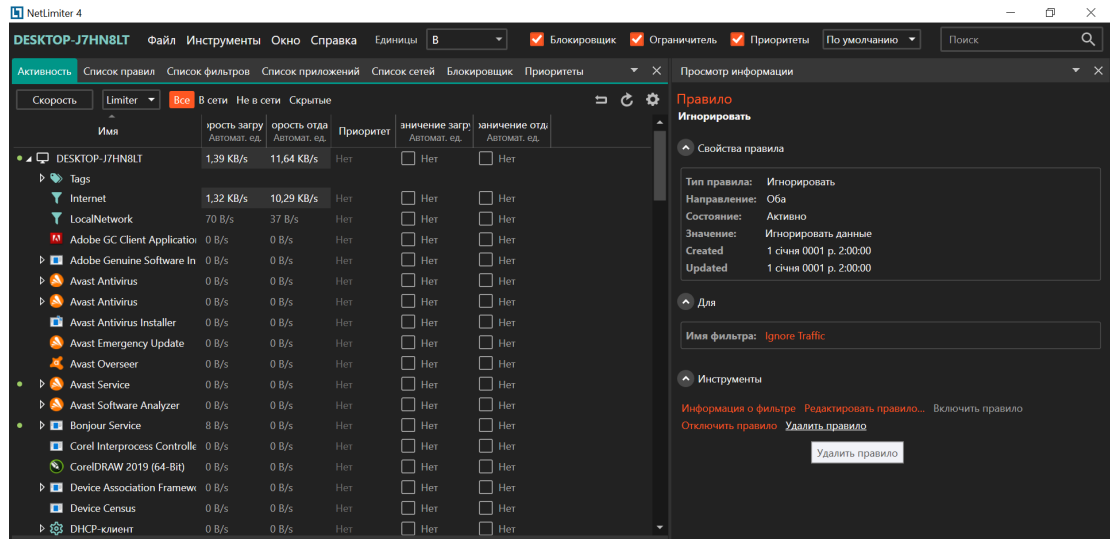 NetLimiter 4
DESKTOP-J7HN8LT Файл Инструменты Окно Справка Единицы B Блокировщик Ограничитель Приоритеты По умолчанию Поиск
Активность Список правил Список фильтров Список приложений Список сетей Блокировщик Приоритеты
Скорость Limiter Все В сети Не в сети Скрытые
Имя орость загру орость отда Приоритет аничение загру аничение отда
Автомат. ед. Автомат. ед. Автомат. ед. Автомат. ед.
DESKTOP-J7HN8LT 1,39 KB/s 11,64 KB/s Нет Нет Нет
Tags
Internet 1,32 KB/s 10,29 KB/s Нет Нет Нет
LocalNetwork 70 B/s 37 B/s Нет Нет Нет
Adobe GC Client Application 0 B/s 0 B/s Нет Нет Нет
Adobe Genuine Software In 0 B/s 0 B/s Нет Нет Нет
Avast Antivirus 0 B/s 0 B/s Нет Нет Нет
Avast Antivirus 0 B/s 0 B/s Нет Нет Нет
Avast Antivirus Installer 0 B/s 0 B/s Нет Нет Нет
Avast Emergency Update 0 B/s 0 B/s Нет Нет Нет
Avast Overseer 0 B/s 0 B/s Нет Нет Нет
Avast Service 0 B/s 0 B/s Нет Нет Нет
Avast Software Analyzer 0 B/s 0 B/s Нет Нет Нет
Bonjour Service 8 B/s 0 B/s Нет Нет Нет
Corel Interprocess Controlle 0 B/s 0 B/s Нет Нет Нет
CorelDRAW 2019 (64-Bit) 0 B/s 0 B/s Нет Нет Нет
Device Association Framewo 0 B/s 0 B/s Нет Нет Нет
Device Census 0 B/s 0 B/s Нет Нет Нет
DHCP-клиент 0 B/s 0 B/s Нет Нет Нет
Просмотр информации
Правило
Игнорировать
Свойства правила
Тип правила: Игнорировать
Направление: Оба
Состояние: Активно
Значение: Игнорировать данные
Created 1 січня 0001 р. 2:00:00
Updated 1 січня 0001 р. 2:00:00
Для
Имя фильтра: Ignore Traffic
Инструменты
Информация о фильтре Редактировать правило... Включить правило
Отключить правило Удалить правило
Удалить правило